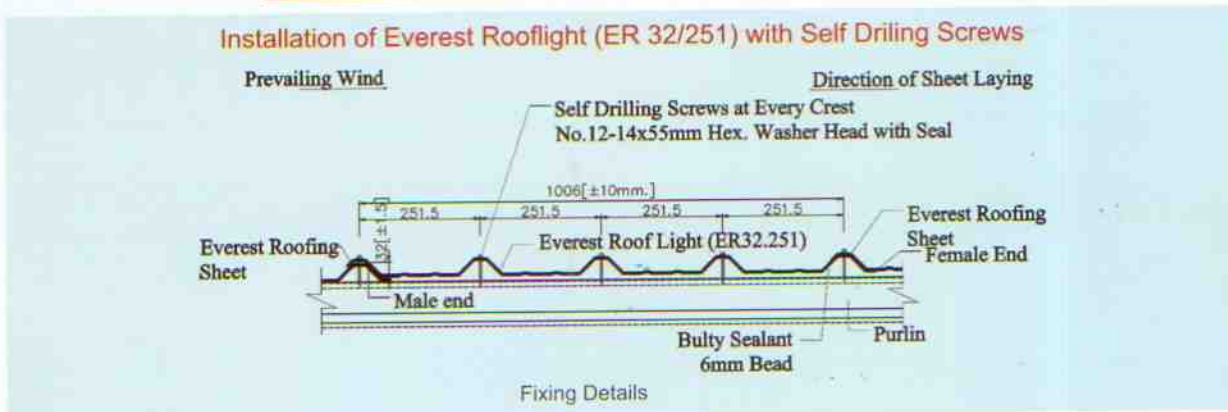 Installation of Everest Rooflight (ER 32/251) with Self Driling Screws
Prevailing Wind
Direction of Sheet Laying
Self Drilling Screws at Every Crest
No.12-14x55mm Hex. Washer Head with Seal
1006[±10mm.]
251.5
251.5
251.5
251.5
32[±1.5]
Everest Roofing
Sheet
Everest Roof Light (ER32.251)
Everest Roofing
Sheet
Female End
Male end
Bulty Sealant
6mm Bead
Purlin
Fixing Details